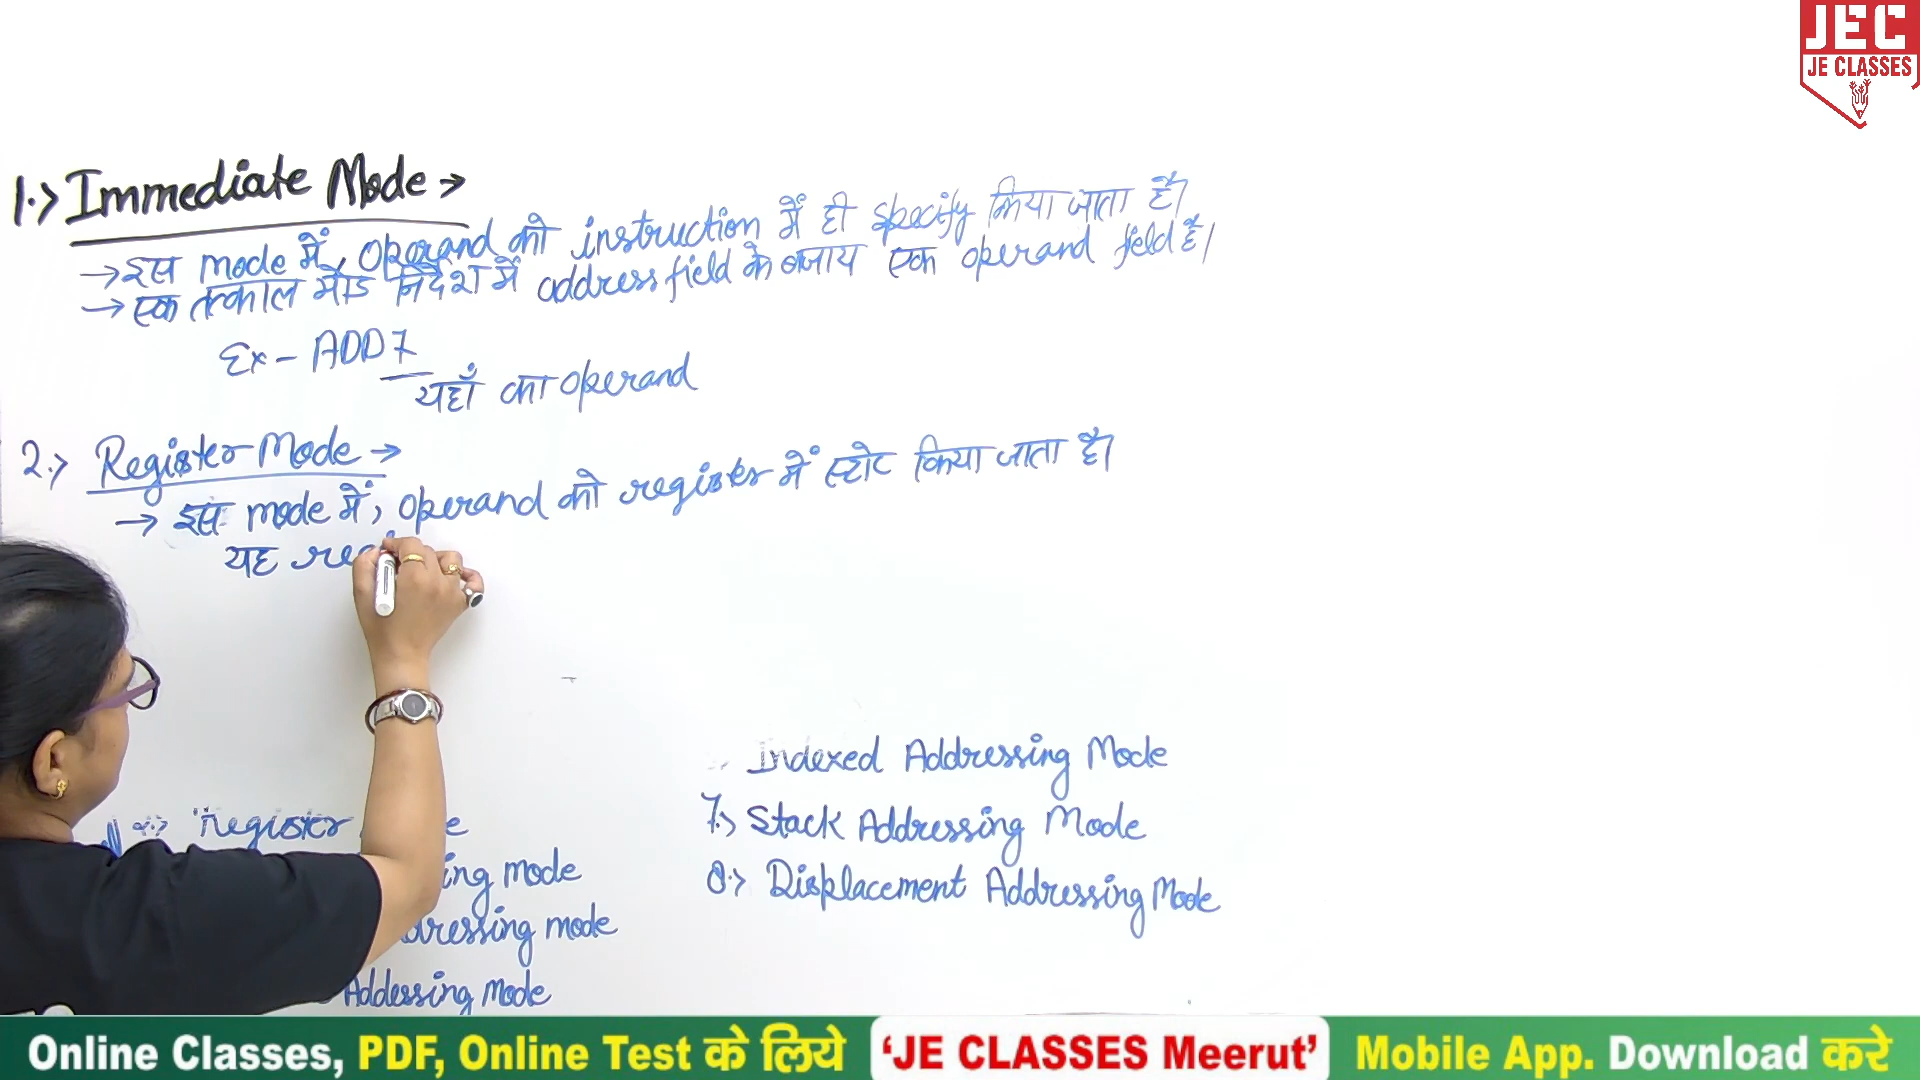 JEC
JE CLASSES
1.> Immediate Mode →
→ इस mode में, operand को instruction में ही specify किया जाता है।
→ एक तत्काल मोड निर्देश में address field के बजाय एक operand field है।
Ex - ADD 7
यहाँ का operand
2.> Register Mode →
→ इस mode में, operand को register में स्टोर किया जाता है।
यह reg
Register
ing mode
dressing mode
Addessing Mode
Indexed Addressing Mode
7.> Stack Addressing Mode
8.> Displacement Addressing Mode
Online Classes, PDF, Online Test के लिये 'JE CLASSES Meerut' Mobile App. Download करे